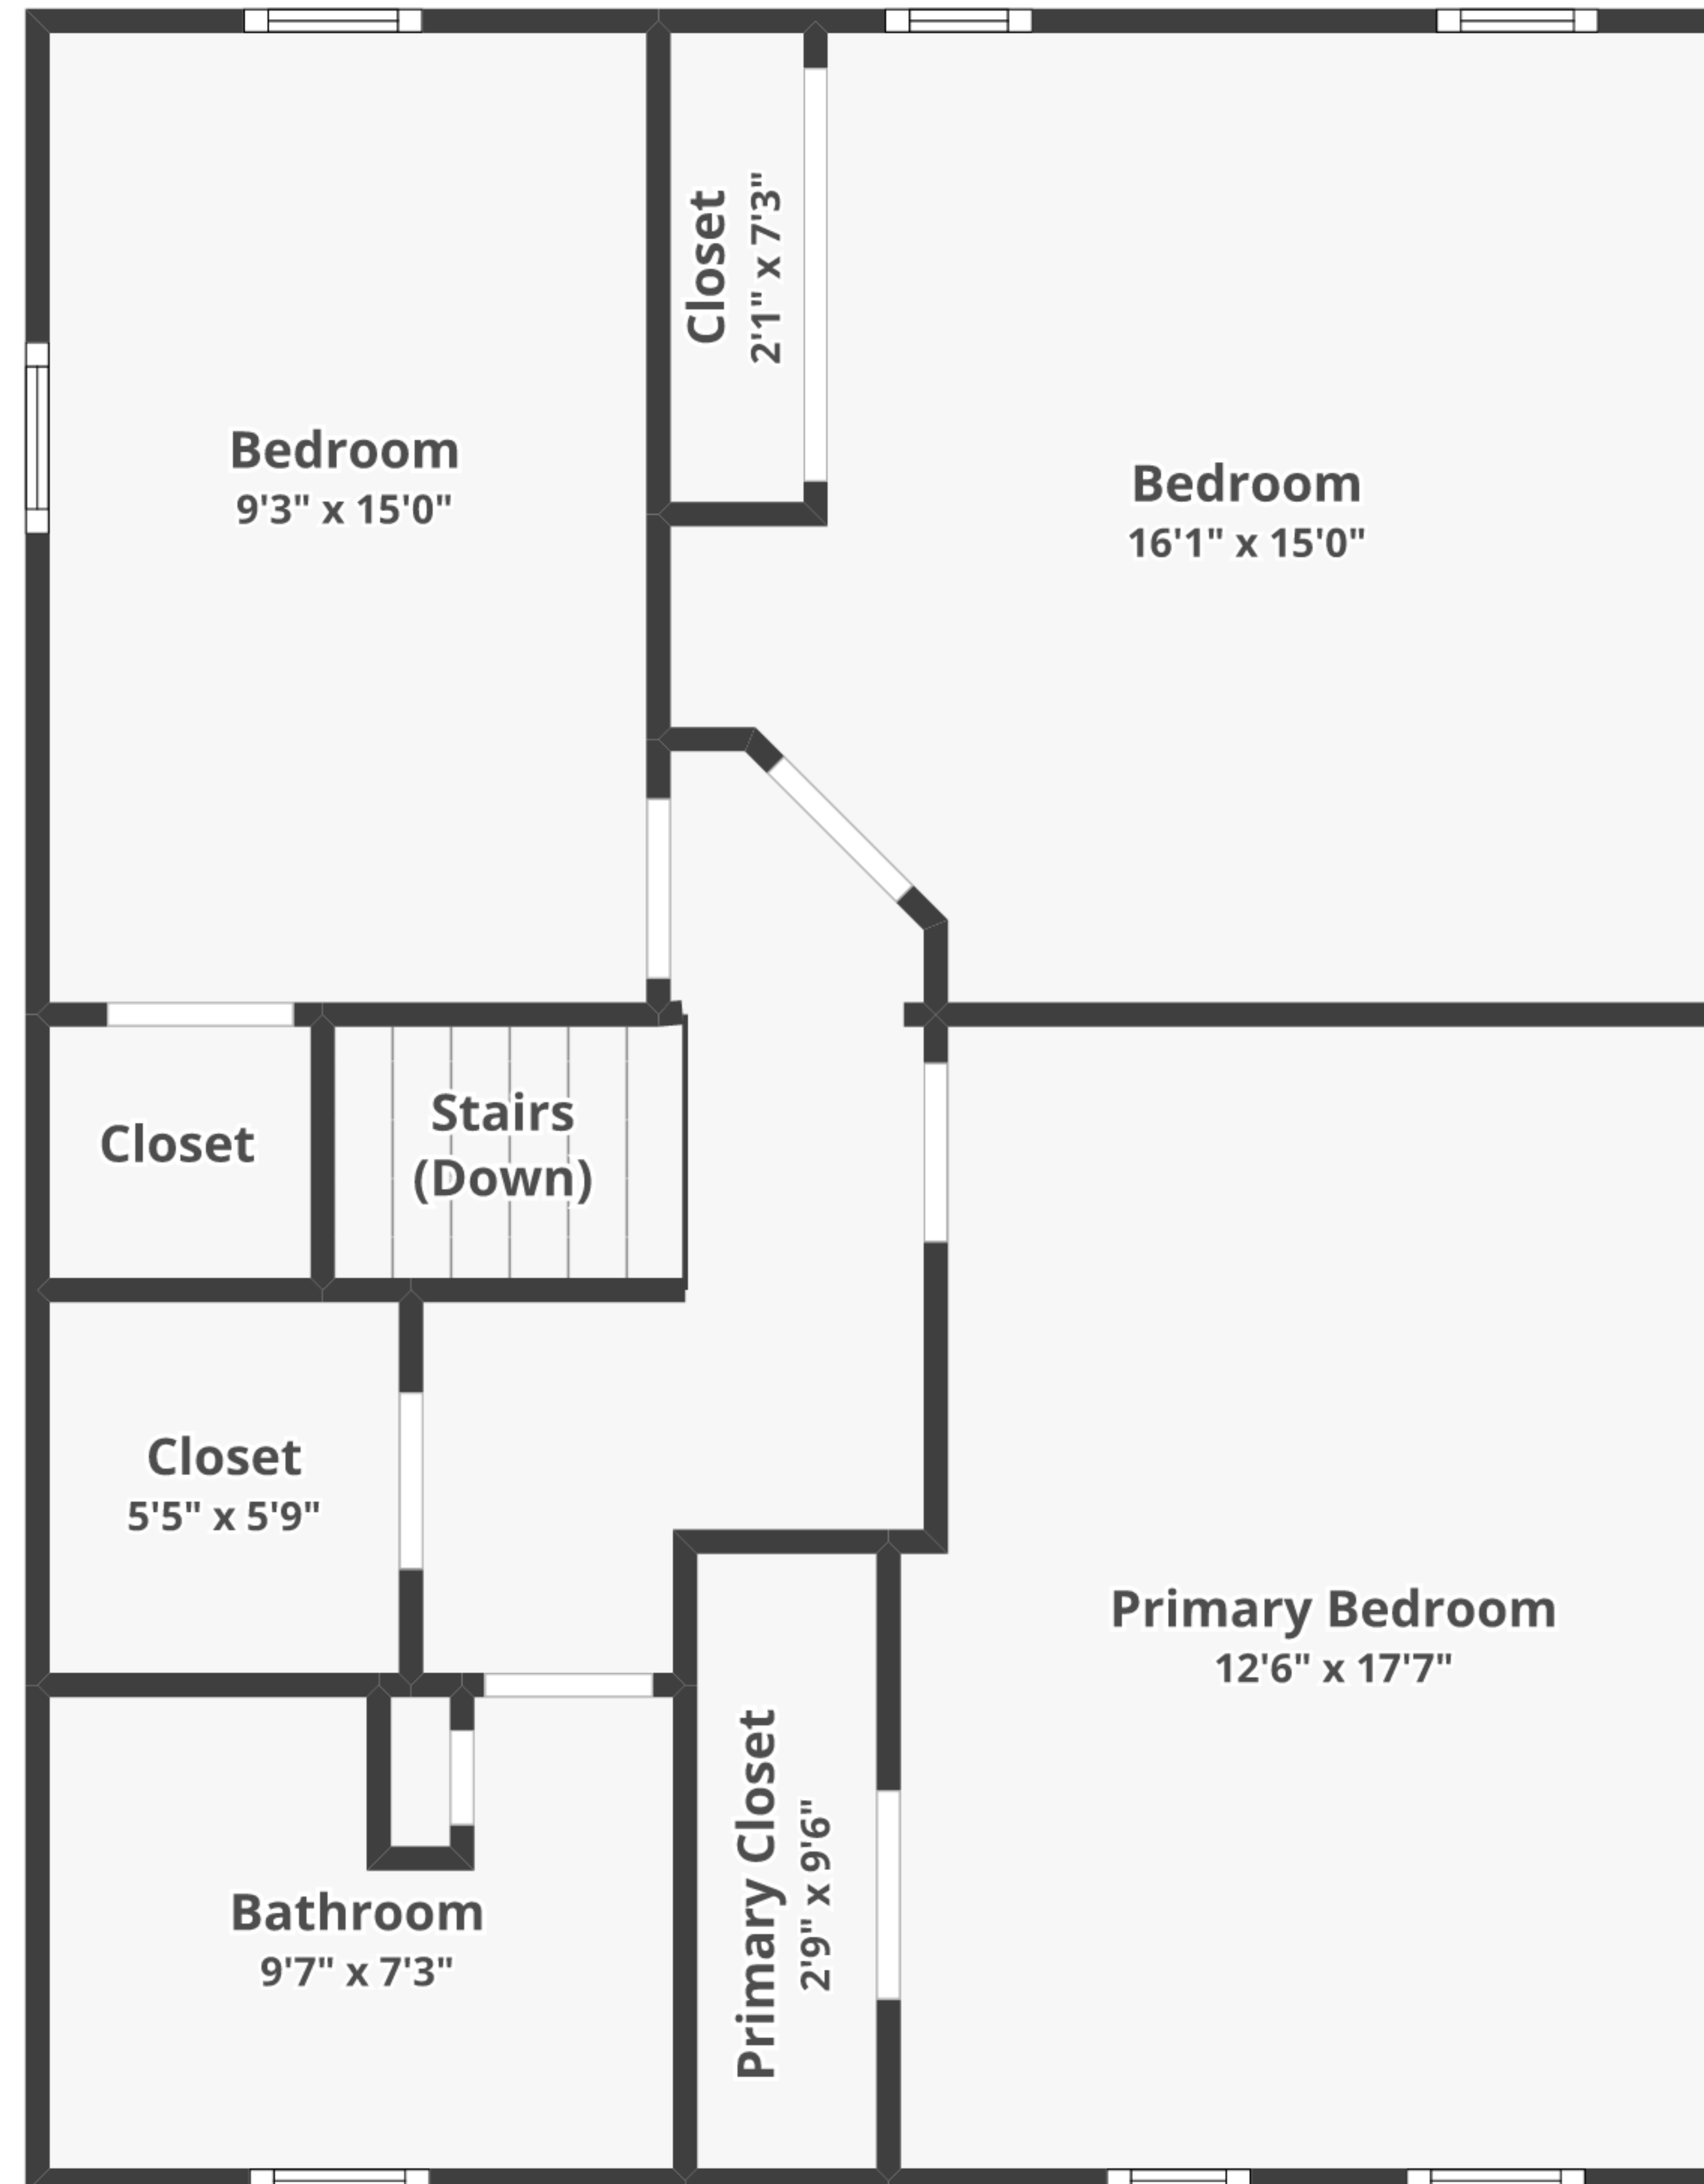 Closet
2'1" x 7'3"
Bedroom
9'3" x 15'0"
Bedroom
16'1" x 15'0"
Closet
Stairs
(Down)
Closet
5'5" x 5'9"
Primary Bedroom
12'6" x 17'7"
Primary Closet
2'9" x 9'6"
Bathroom
9'7" x 7'3"